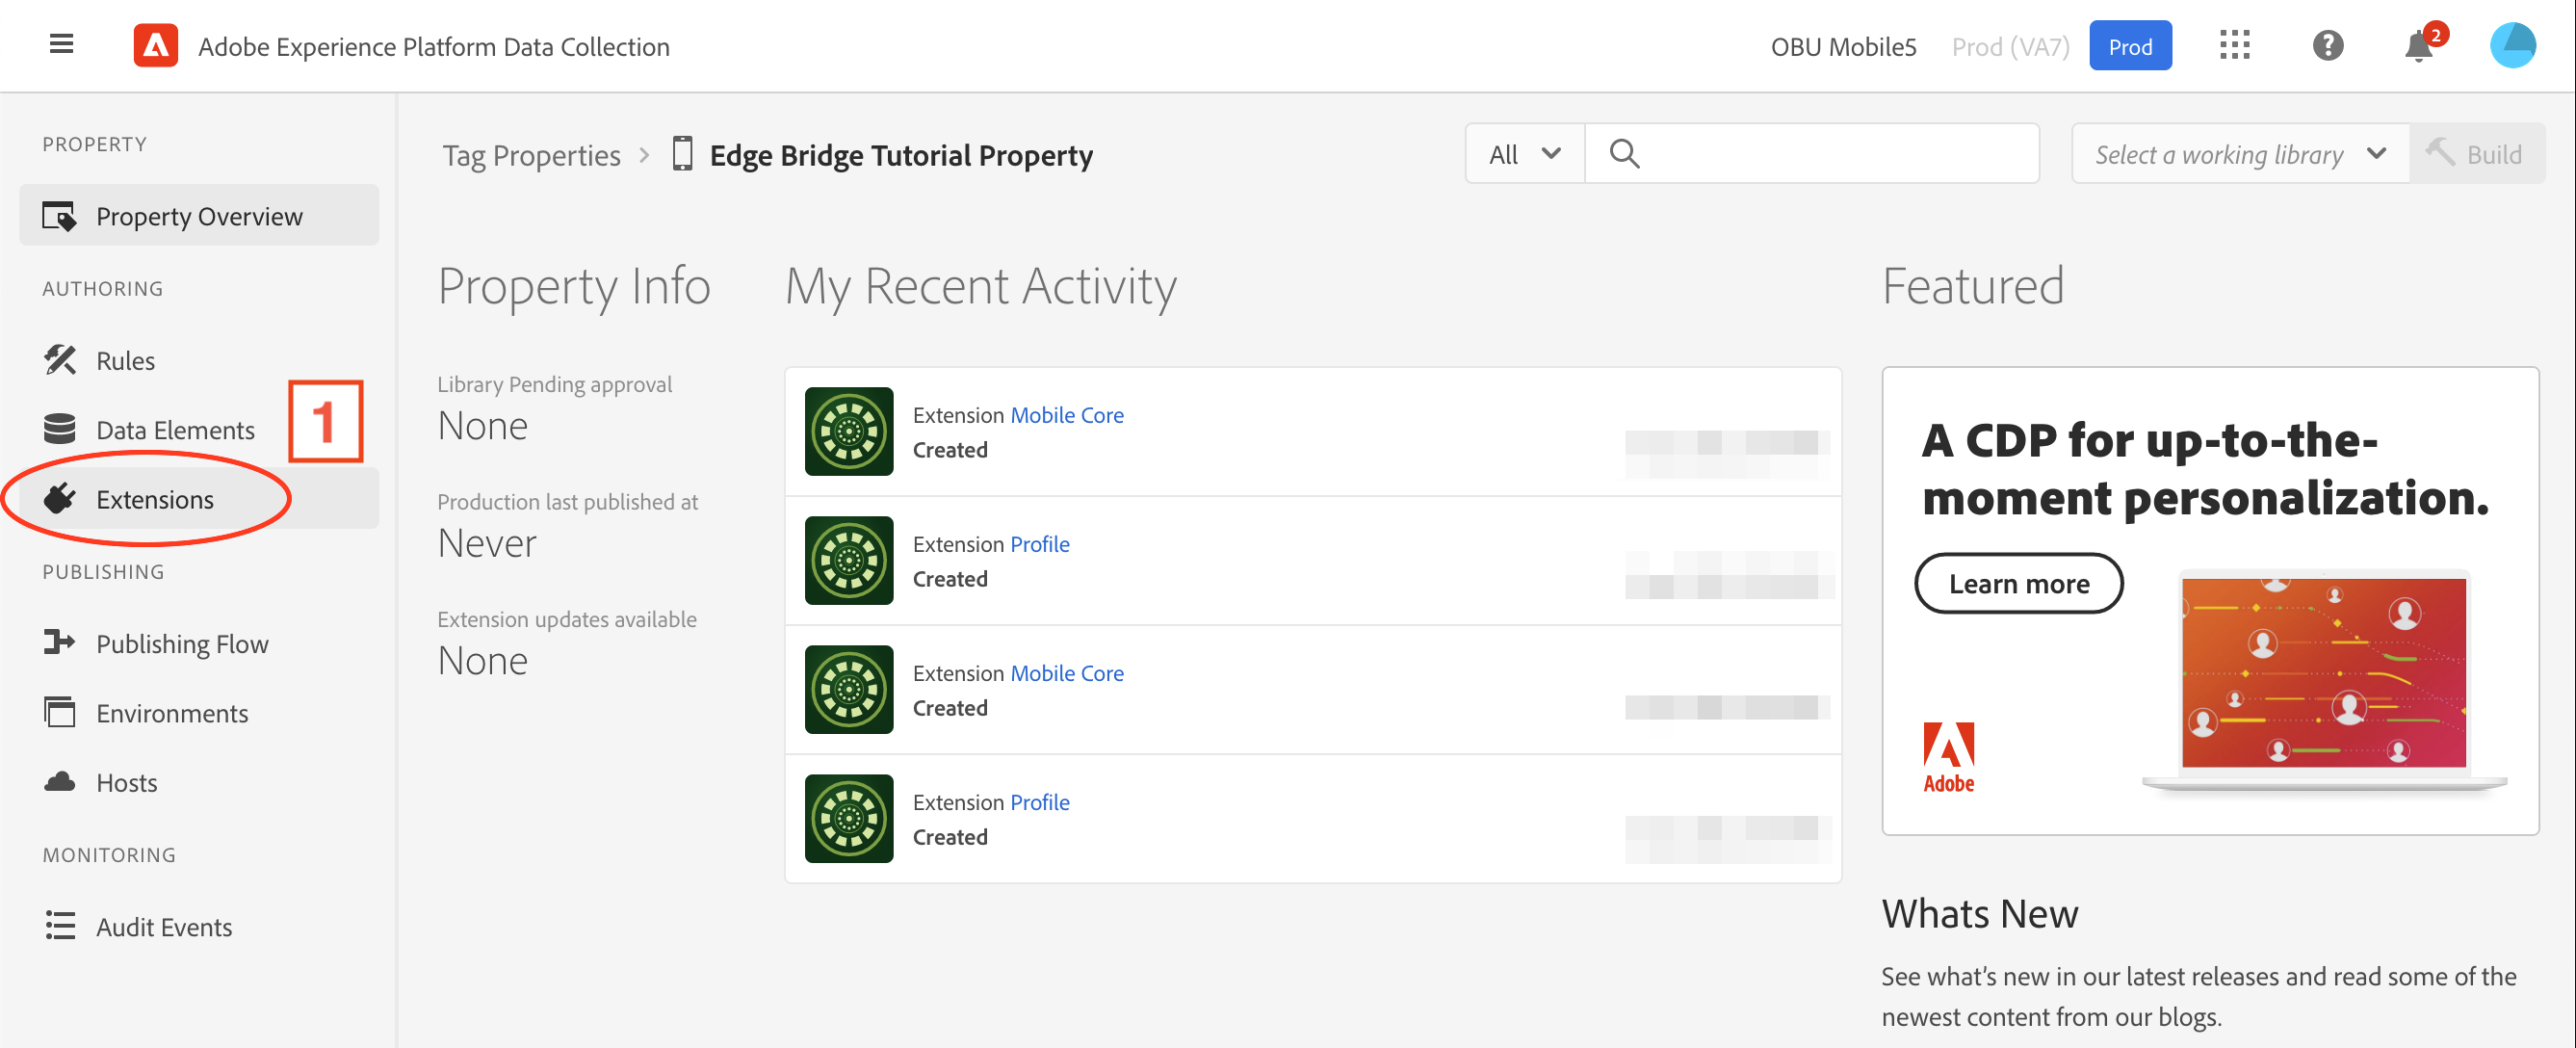 Adobe Experience Platform Data Collection
OBU Mobile5
Prod (VA7)
Prod
2
PROPERTY
Property Overview
AUTHORING
Rules
Data Elements
1
Extensions
PUBLISHING
Publishing Flow
Environments
Hosts
MONITORING
Audit Events
Tag Properties > Edge Bridge Tutorial Property
All
Select a working library
Build
Property Info
Library Pending approval
None
Production last published at
Never
Extension updates available
None
My Recent Activity
Extension Mobile Core
Created
Extension Profile
Created
Extension Mobile Core
Created
Extension Profile
Created
Featured
A CDP for up-to-the-
moment personalization.
Learn more
Adobe
Whats New
See what's new in our latest releases and read some of the
newest content from our blogs.